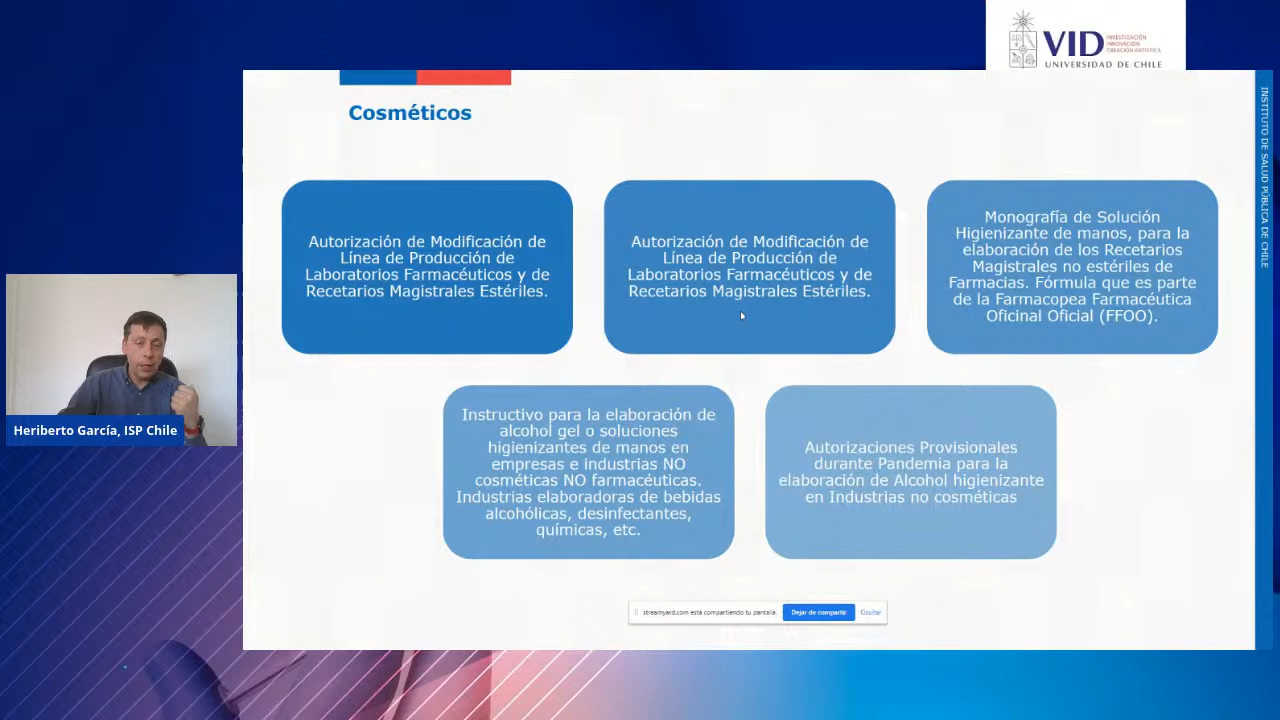 VID
INVESTIGACIÓN
INNOVACIÓN
CREACIÓN ARTÍSTICA
UNIVERSIDAD DE CHILE
INSTITUTO DE SALUD PÚBLICA DE CHILE
Cosméticos
Autorización de Modificación de
Línea de Producción de
Laboratorios Farmacéuticos y de
Recetarios Magistrales Estériles.
Autorización de Modificación de
Línea de Producción de
Laboratorios Farmacéuticos y de
Recetarios Magistrales Estériles.
Monografía de Solución
Higienizante de manos, para la
elaboración de los Recetarios
Magistrales no estériles de
Farmacias. Fórmula que es parte
de la Farmacopea Farmacéutica
Oficinal Oficial (FFOO).
Heriberto García, ISP Chile
Instructivo para la elaboración de
alcohol gel o soluciones
higienizantes de manos en
empresas e industrias NO
cosméticas NO farmacéuticas.
Industrias elaboradoras de bebidas
alcohólicas, desinfectantes,
químicas, etc.
Autorizaciones Provisionales
durante Pandemia para la
elaboración de Alcohol higienizante
en Industrias no cosméticas
streamyard.com está compartiendo tu pantalla.
Dejar de compartir
Ocultar